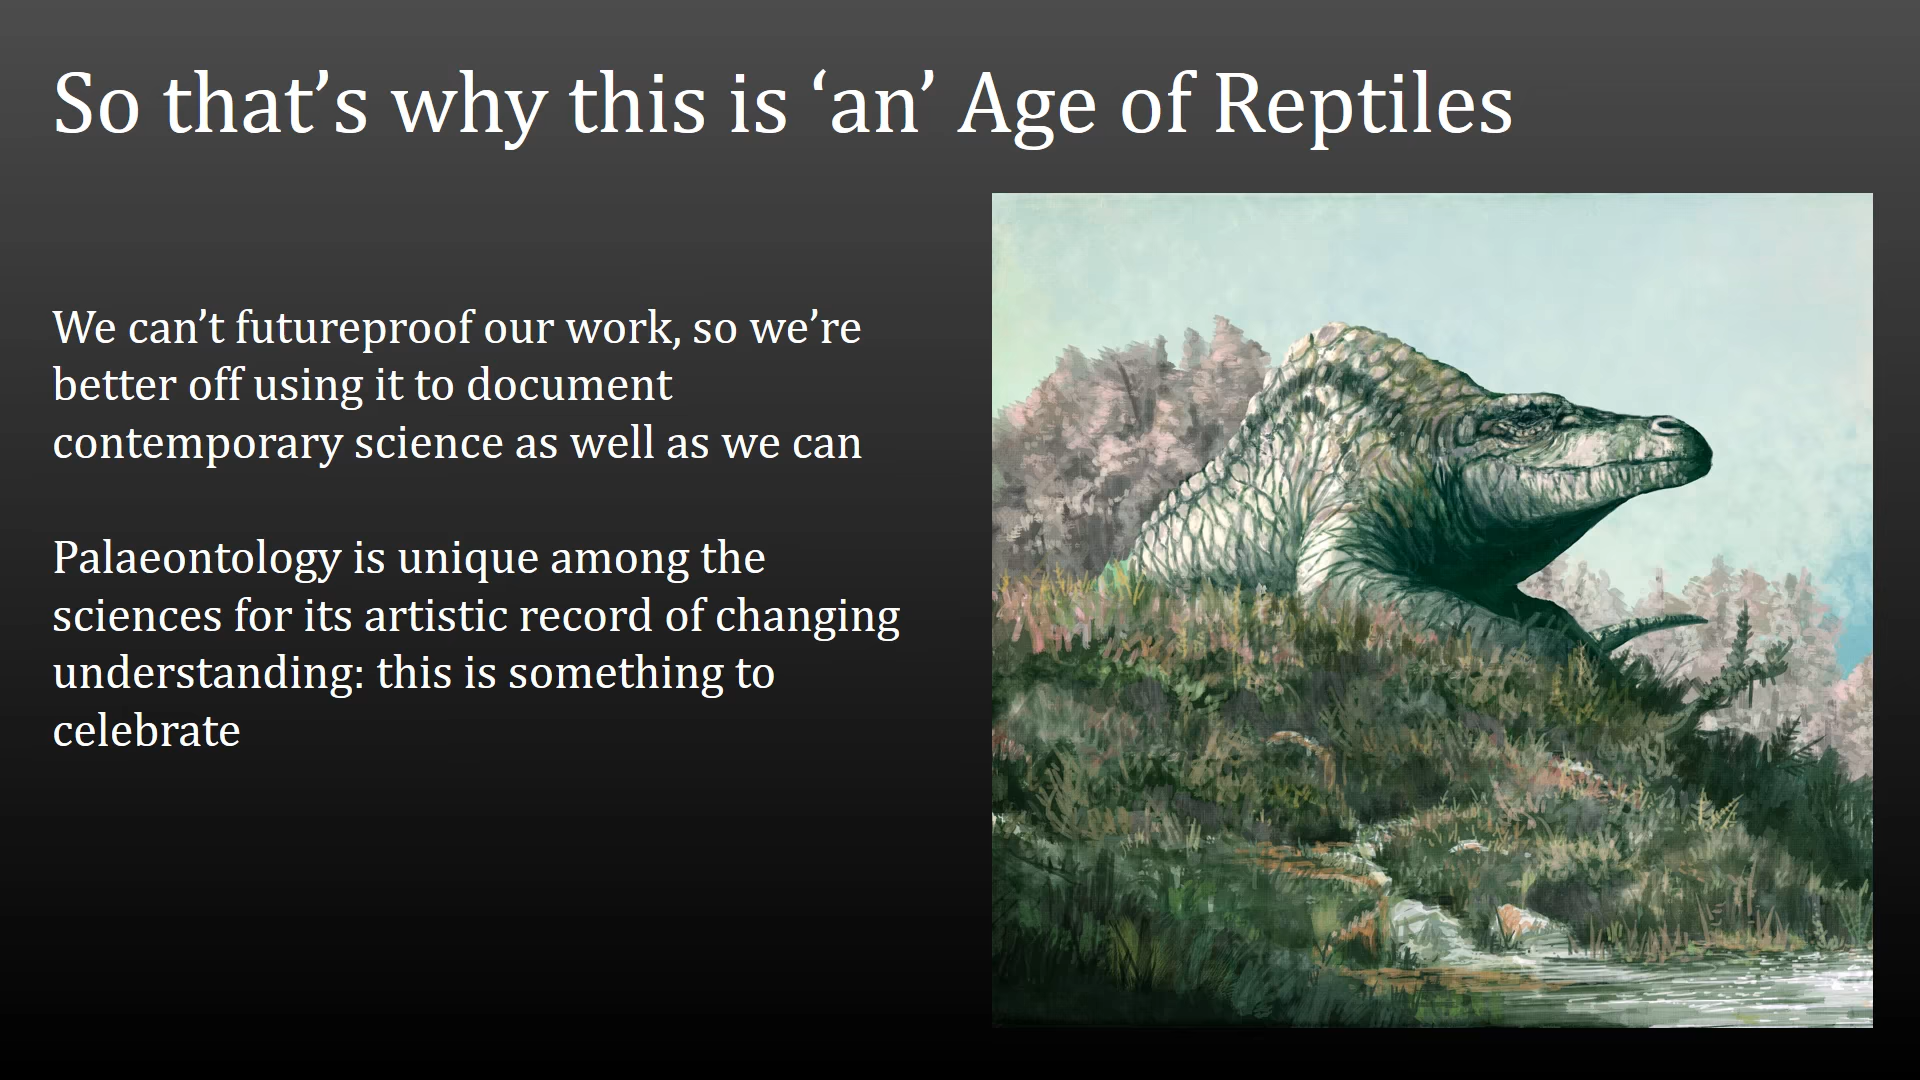 So that’s why this is ‘an’ Age of Reptiles
We can’t futureproof our work, so we’re
better off using it to document
contemporary science as well as we can
Palaeontology is unique among the
sciences for its artistic record of changing
understanding: this is something to
celebrate